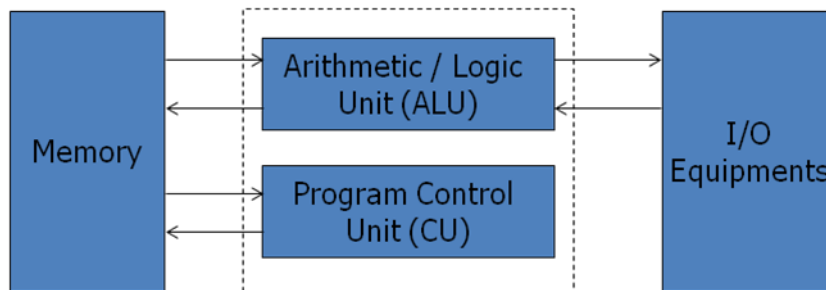 Memory
Arithmetic / Logic
Unit (ALU)
Program Control
Unit (CU)
I/O
Equipments